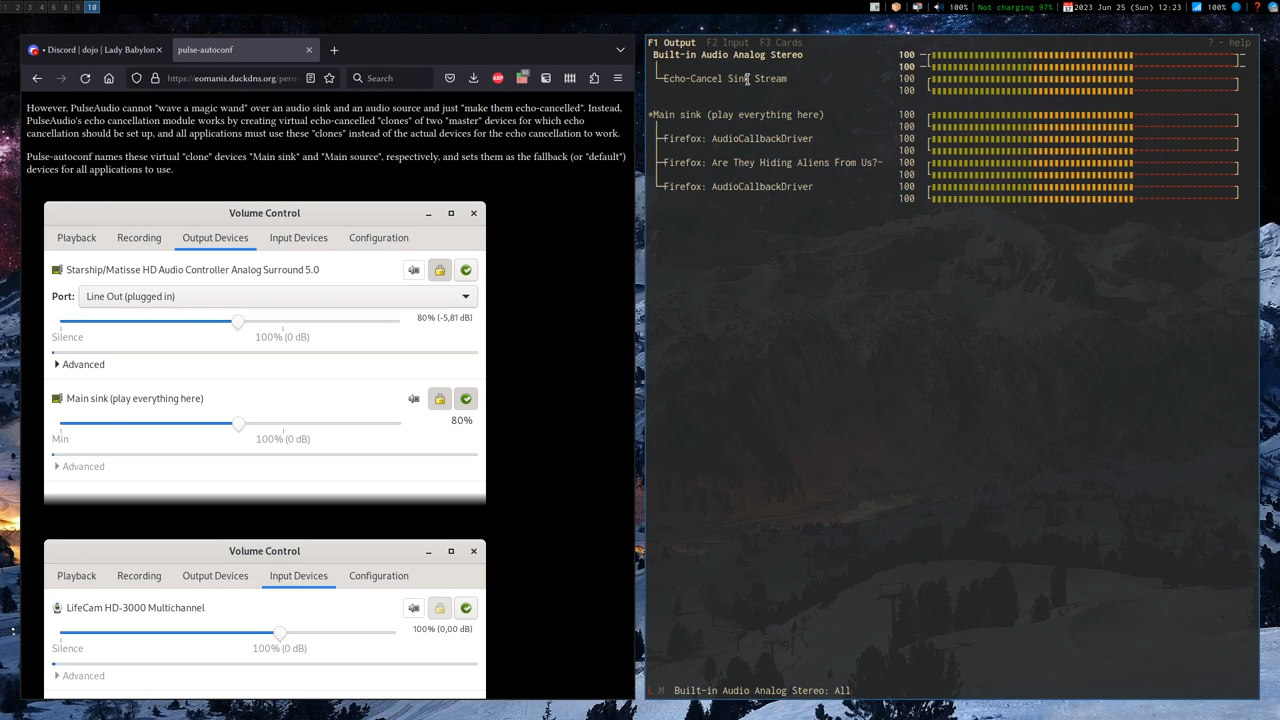 1 2 3 4 5 6 7 8 9 10
100% Not charging 97% 2023 Jun 25 (Sun) 12:23 100%
• Discord | dojo | Lady Babylon
pulse-autoconf
https://eomanis.duckdns.org/perm
Search
ABP
However, PulseAudio cannot "wave a magic wand" over an audio sink and an audio source and just "make them echo-cancelled". Instead,
PulseAudio's echo cancellation module works by creating virtual echo-cancelled "clones" of two "master" devices for which echo
cancellation should be set up, and all applications must use these "clones" instead of the actual devices for the echo cancellation to work.
Pulse-autoconf names these virtual "clone" devices "Main sink" and "Main source", respectively, and sets them as the fallback (or "default")
devices for all applications to use.
Volume Control
Playback Recording Output Devices Input Devices Configuration
Starship/Matisse HD Audio Controller Analog Surround 5.0
Port: Line Out (plugged in)
80% (-5,81 dB)
Silence 100% (0 dB)
Advanced
Main sink (play everything here)
80%
Min 100% (0 dB)
Advanced
Volume Control
Playback Recording Output Devices Input Devices Configuration
LifeCam HD-3000 Multichannel
100% (0,00 dB)
Silence 100% (0 dB)
Advanced
F1 Output F2 Input F3 Cards ? - help
Built-in Audio Analog Stereo 100
100
Echo-Cancel Sink Stream 100
100
*Main sink (play everything here) 100
100
Firefox: AudioCallbackDriver 100
100
Firefox: Are They Hiding Aliens From Us?~ 100
100
Firefox: AudioCallbackDriver 100
100
L M Built-in Audio Analog Stereo: All